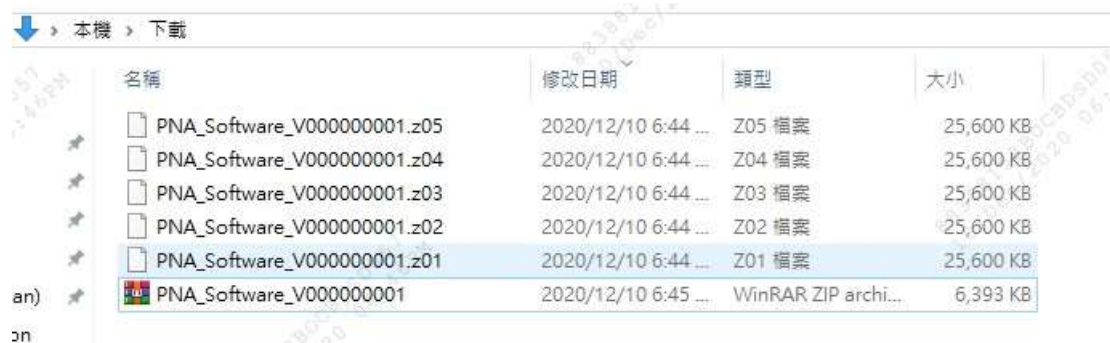 本機 › 下載
名稱 修改日期 類型 大小
PNA_Software_V000000001.z05 2020/12/10 6:44 ... Z05 檔案 25,600 KB
PNA_Software_V000000001.z04 2020/12/10 6:44 ... Z04 檔案 25,600 KB
PNA_Software_V000000001.z03 2020/12/10 6:44 ... Z03 檔案 25,600 KB
PNA_Software_V000000001.z02 2020/12/10 6:44 ... Z02 檔案 25,600 KB
PNA_Software_V000000001.z01 2020/12/10 6:44 ... Z01 檔案 25,600 KB
an) PNA_Software_V000000001 2020/12/10 6:45 ... WinRAR ZIP archi... 6,393 KB
on